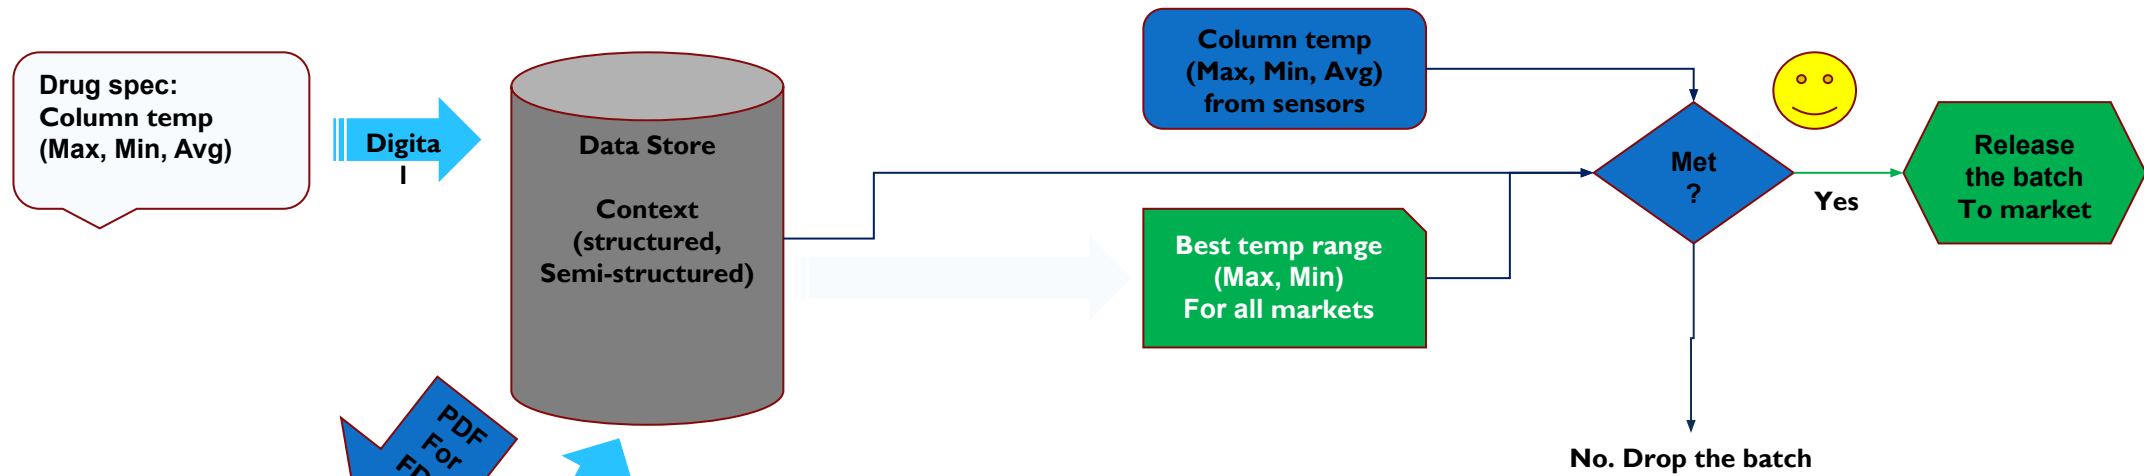 Drug spec:
Column temp
(Max, Min, Avg)
Digita
l
Data Store
Context
(structured,
Semi-structured)
Column temp
(Max, Min, Avg)
from sensors
Best temp range
(Max, Min)
For all markets
Met
?
Yes
Release
the batch
To market
No. Drop the batch
PDF
For